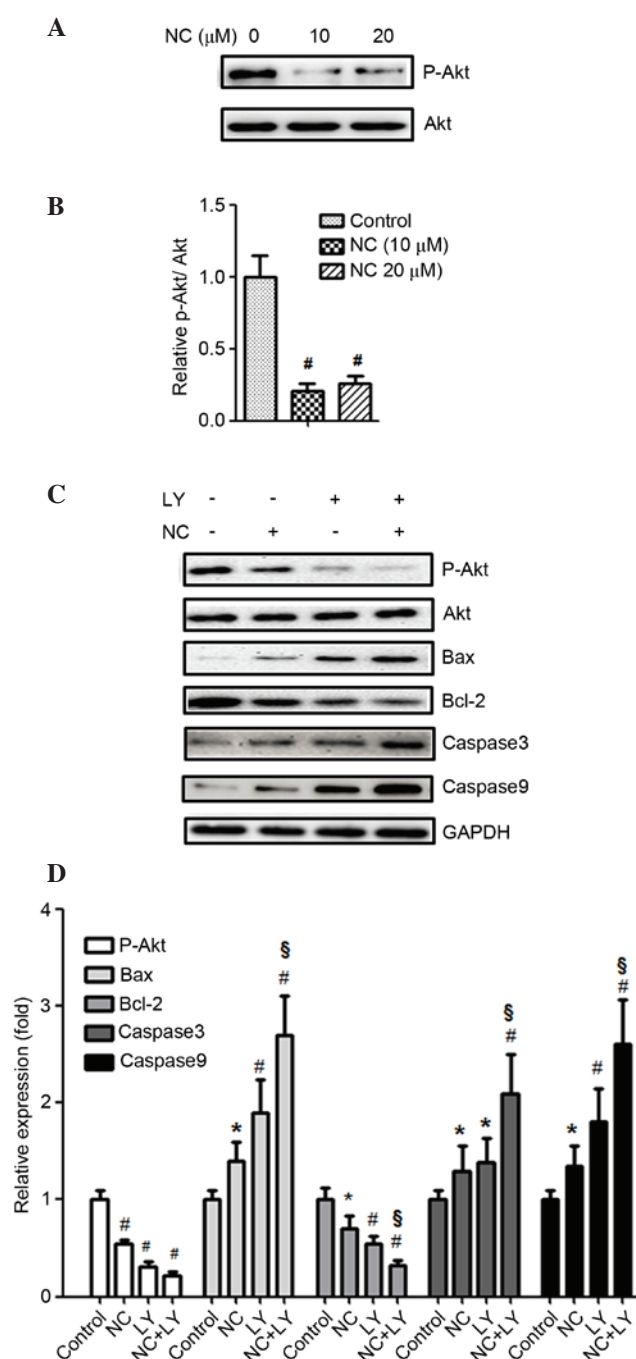 A
NC (μM) 0 10 20
P-Akt
Akt
B
Relative p-Akt/ Akt
1.5
1.0
0.5
0.0
Control
NC (10 μM)
NC 20 μM)
# #
C
LY - - + +
NC - + - +
P-Akt
Akt
Bax
Bcl-2
Caspase3
Caspase9
GAPDH
D
Relative expression (fold)
4
3
2
1
0
P-Akt
Bax
Bcl-2
Caspase3
Caspase9
# # #
* # # §
* # # §
* * # §
* # # §
Control NC LY NC+LY Control NC LY NC+LY Control NC LY NC+LY Control NC LY NC+LY Control NC LY NC+LY